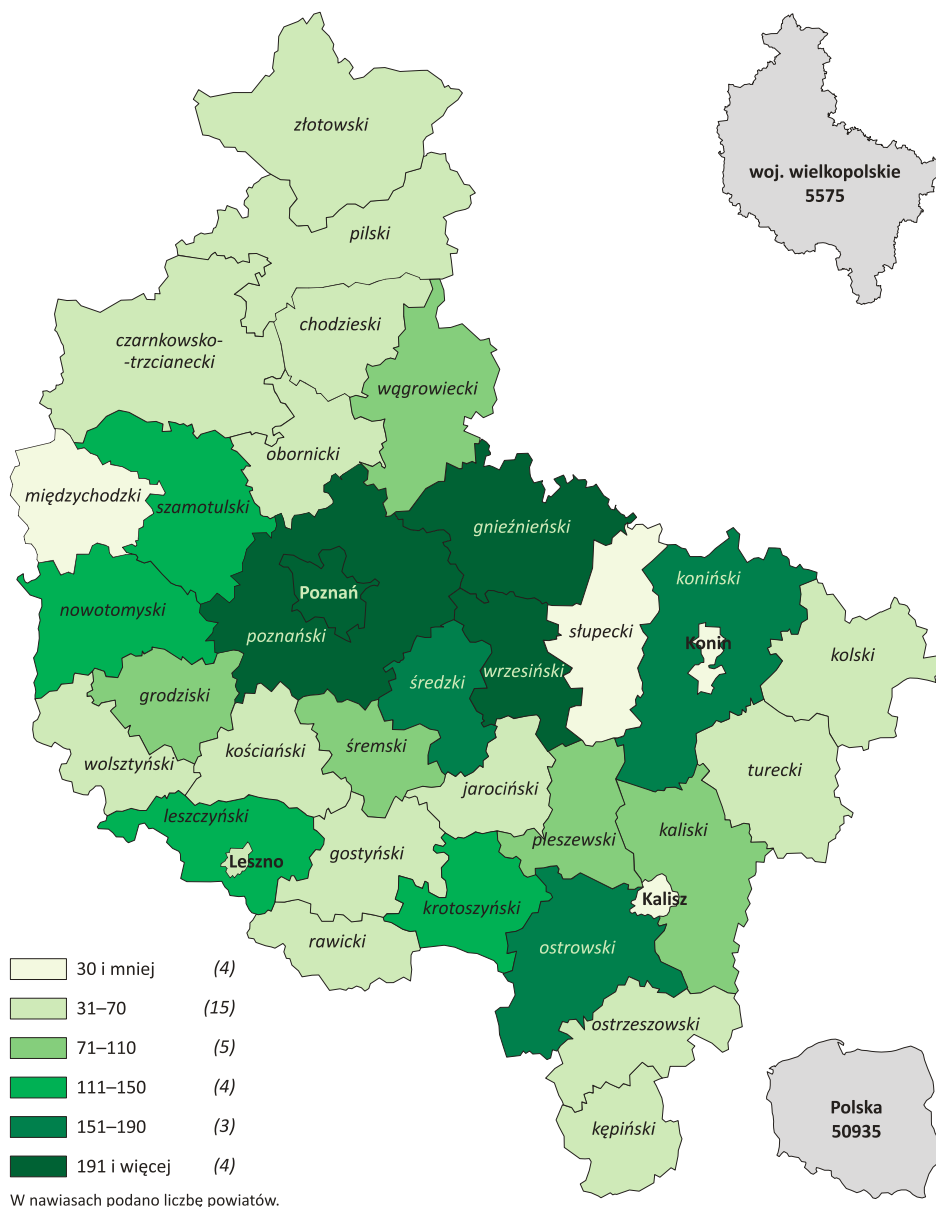 złotowski
woj. wielkopolskie
5575
pilski
chodzieski
czarnkowsko-
-trzcianecki
wągrowiecki
obornicki
międzychodzki
szamotulski
gnieźnieński
koniński
Poznań
nowotomyski
poznański
słupecki
Konin
kolski
wrzesiński
średzki
grodziski
kościański
śremski
wolsztyński
turecki
jarociński
leszczyński
kaliski
pleszewski
gostyński
Leszno
Kalisz
krotoszyński
rawicki
ostrowski
ostrzeszowski
kępiński
30 i mniej (4)
31–70 (15)
71–110 (5)
111–150 (4)
151–190 (3)
191 i więcej (4)
W nawiasach podano liczbę powiatów.
Polska
50935